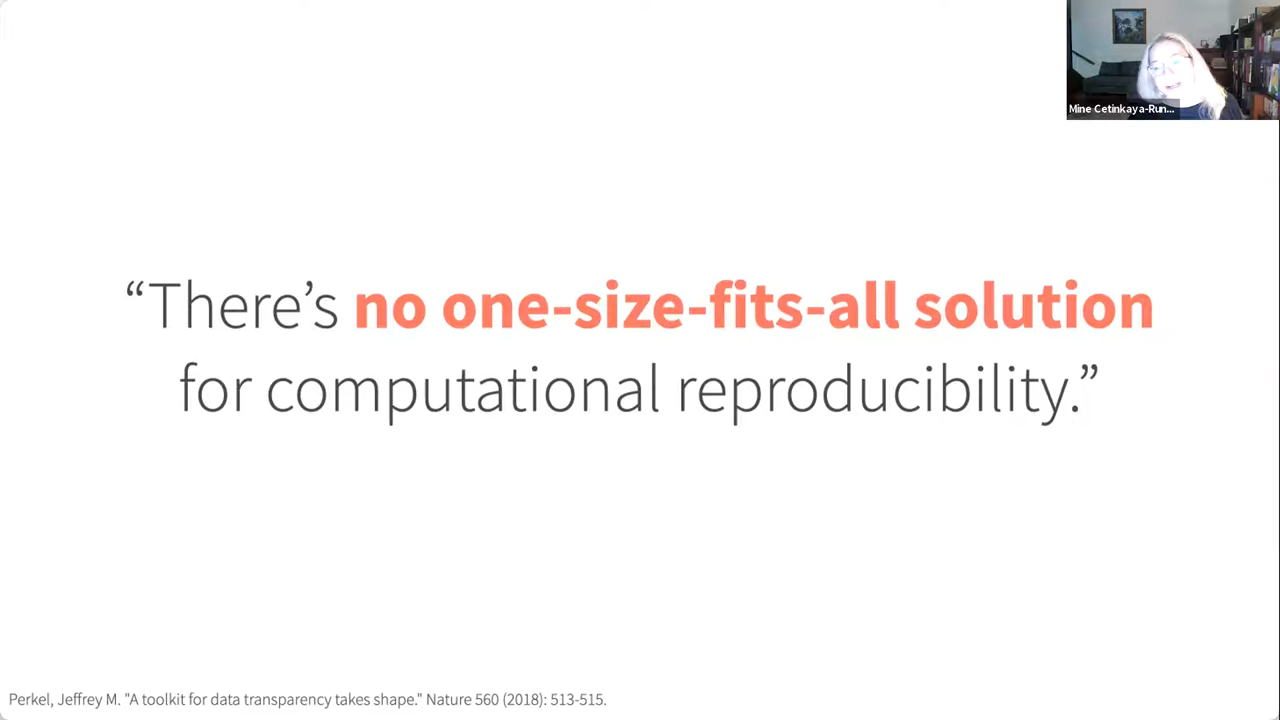 Mine Cetinkaya-Run...
“There’s no one-size-fits-all solution
for computational reproducibility.”
Perkel, Jeffrey M. "A toolkit for data transparency takes shape." Nature 560 (2018): 513-515.